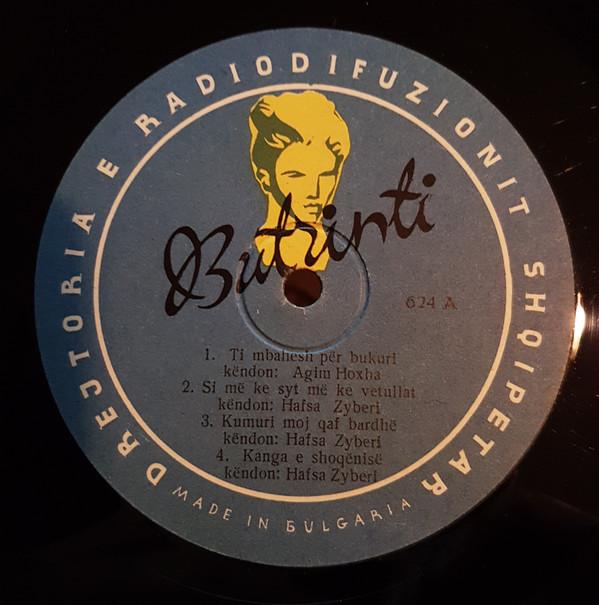 DREJTORIA E RADIODIFUZIONIT SHQIPETAR
Butrinti
624 A
1. Ti mbahesh për bukuri
këndon: Agim Hoxha
2. Si më ke syt më ke vetullat
këndon: Hafsa Zyberi
3. Kumuri moj qaf bardhë
këndon: Hafsa Zyberi
4. Kanga e shoqënisë
këndon: Hafsa Zyberi
MADE IN BULGARIA